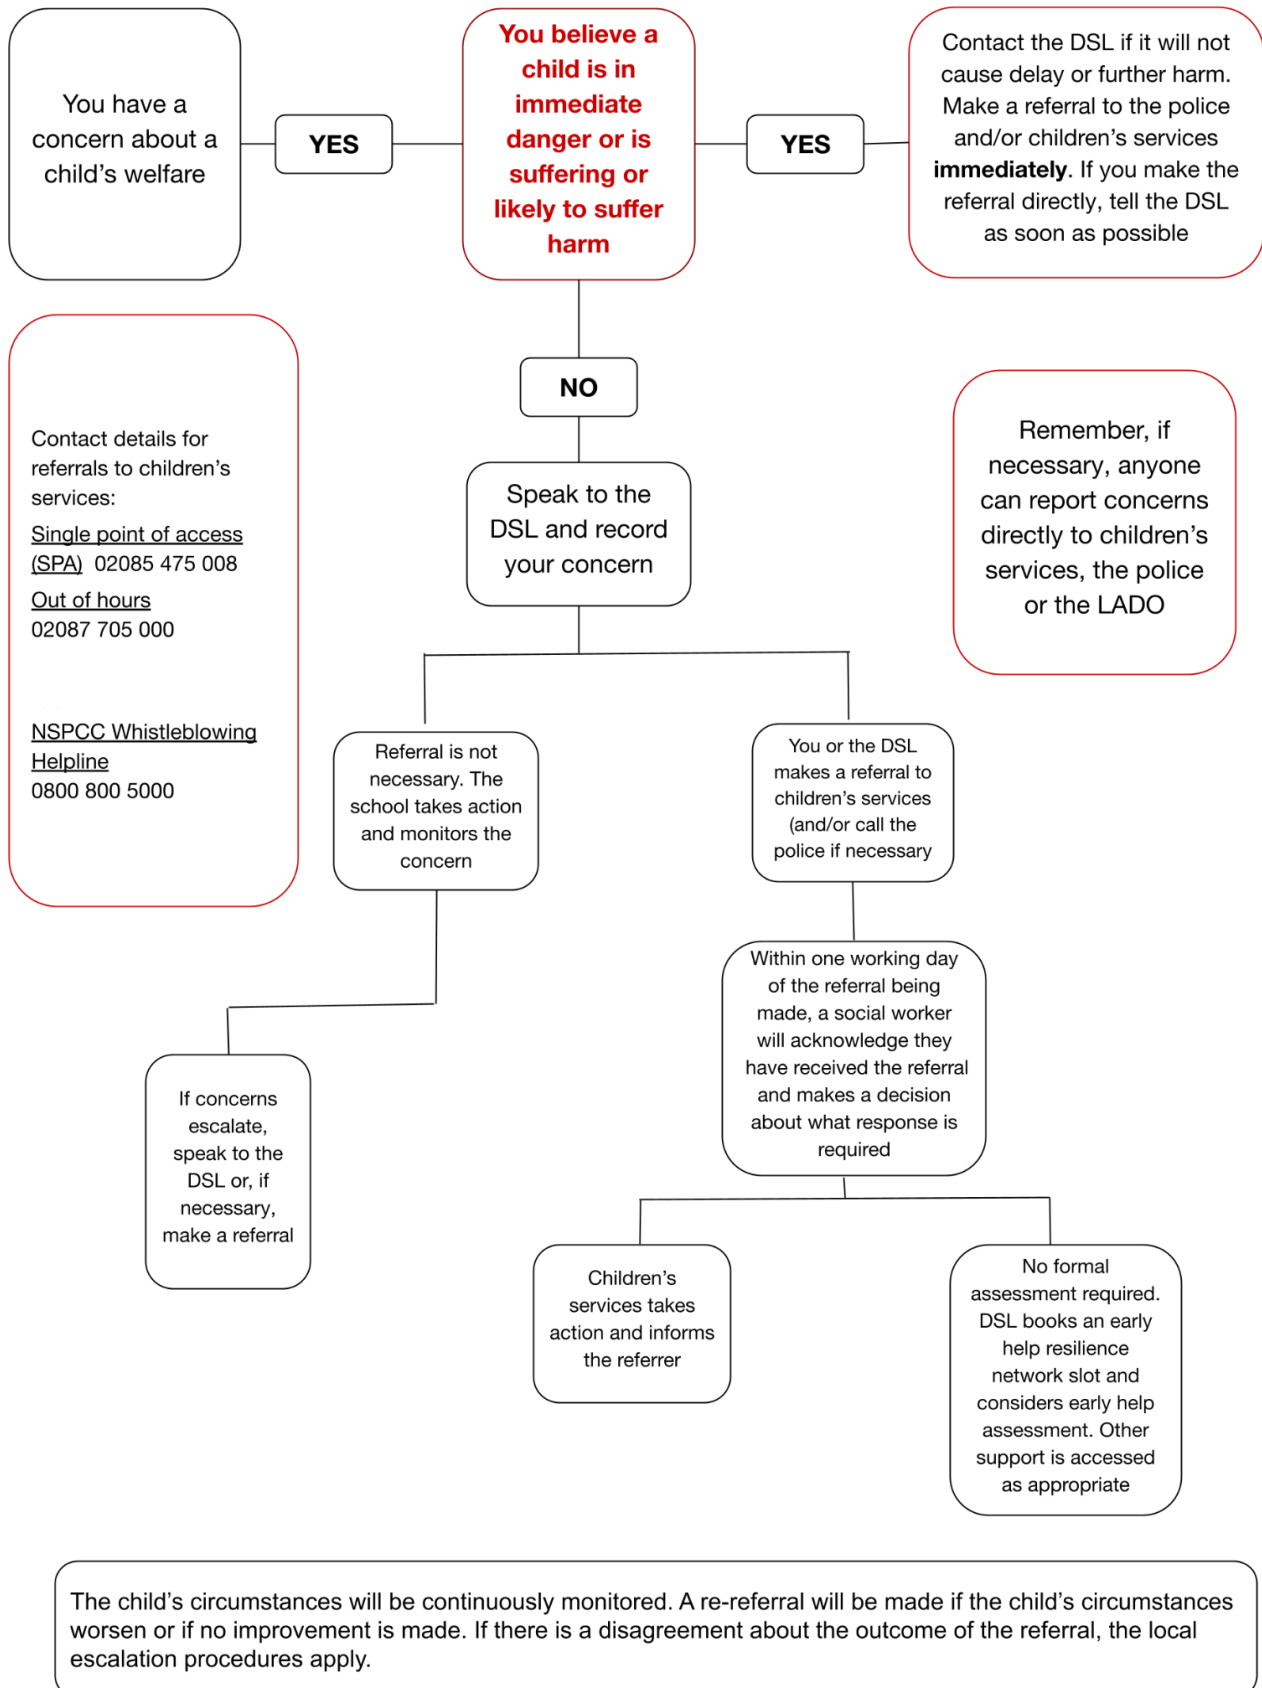 You have a
concern about a
child’s welfare
YES
You believe a
child is in
immediate
danger or is
suffering or
likely to suffer
harm
YES
Contact the DSL if it will not
cause delay or further harm.
Make a referral to the police
and/or children’s services
immediately. If you make the
referral directly, tell the DSL
as soon as possible
NO
Contact details for
referrals to children’s
services:
Single point of access
(SPA) 02085 475 008
Out of hours
02087 705 000
NSPCC Whistleblowing
Helpline
0800 800 5000
Speak to the
DSL and record
your concern
Remember, if
necessary, anyone
can report concerns
directly to children’s
services, the police
or the LADO
Referral is not
necessary. The
school takes action
and monitors the
concern
You or the DSL
makes a referral to
children’s services
(and/or call the
police if necessary
If concerns
escalate,
speak to the
DSL or, if
necessary,
make a referral
Within one working day
of the referral being
made, a social worker
will acknowledge they
have received the referral
and makes a decision
about what response is
required
Children’s
services takes
action and informs
the referrer
No formal
assessment required.
DSL books an early
help resilience
network slot and
considers early help
assessment. Other
support is accessed
as appropriate
The child’s circumstances will be continuously monitored. A re-referral will be made if the child’s circumstances
worsen or if no improvement is made. If there is a disagreement about the outcome of the referral, the local
escalation procedures apply.